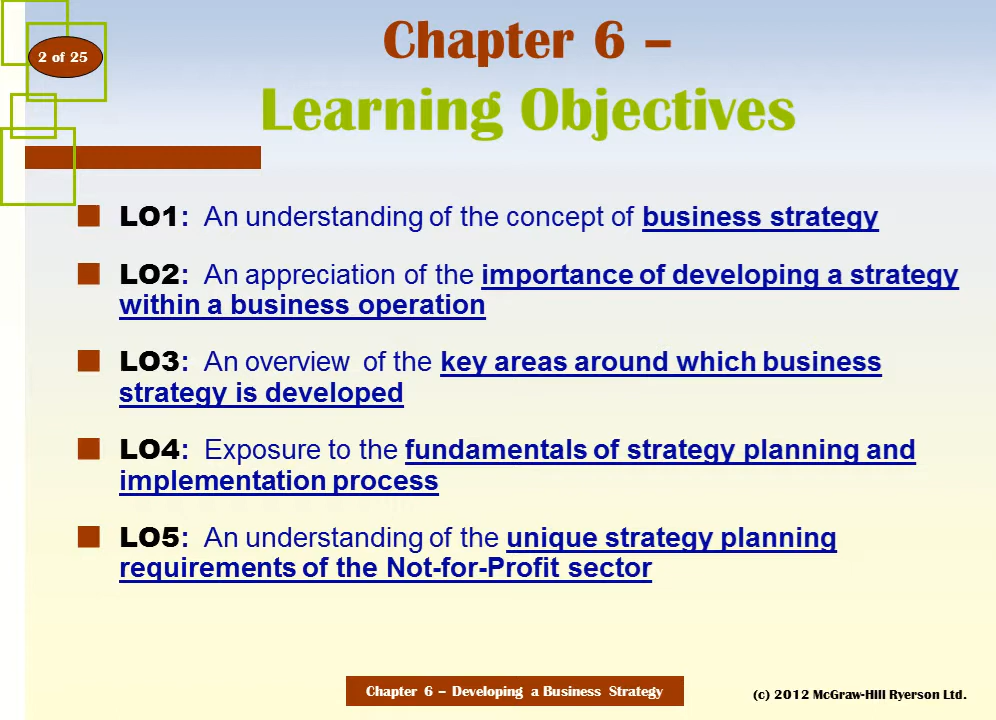 2 of 25
Chapter 6 –
Learning Objectives
LO1: An understanding of the concept of business strategy
LO2: An appreciation of the importance of developing a strategy
within a business operation
LO3: An overview of the key areas around which business
strategy is developed
LO4: Exposure to the fundamentals of strategy planning and
implementation process
LO5: An understanding of the unique strategy planning
requirements of the Not-for-Profit sector
Chapter 6 – Developing a Business Strategy
(c) 2012 McGraw-Hill Ryerson Ltd.